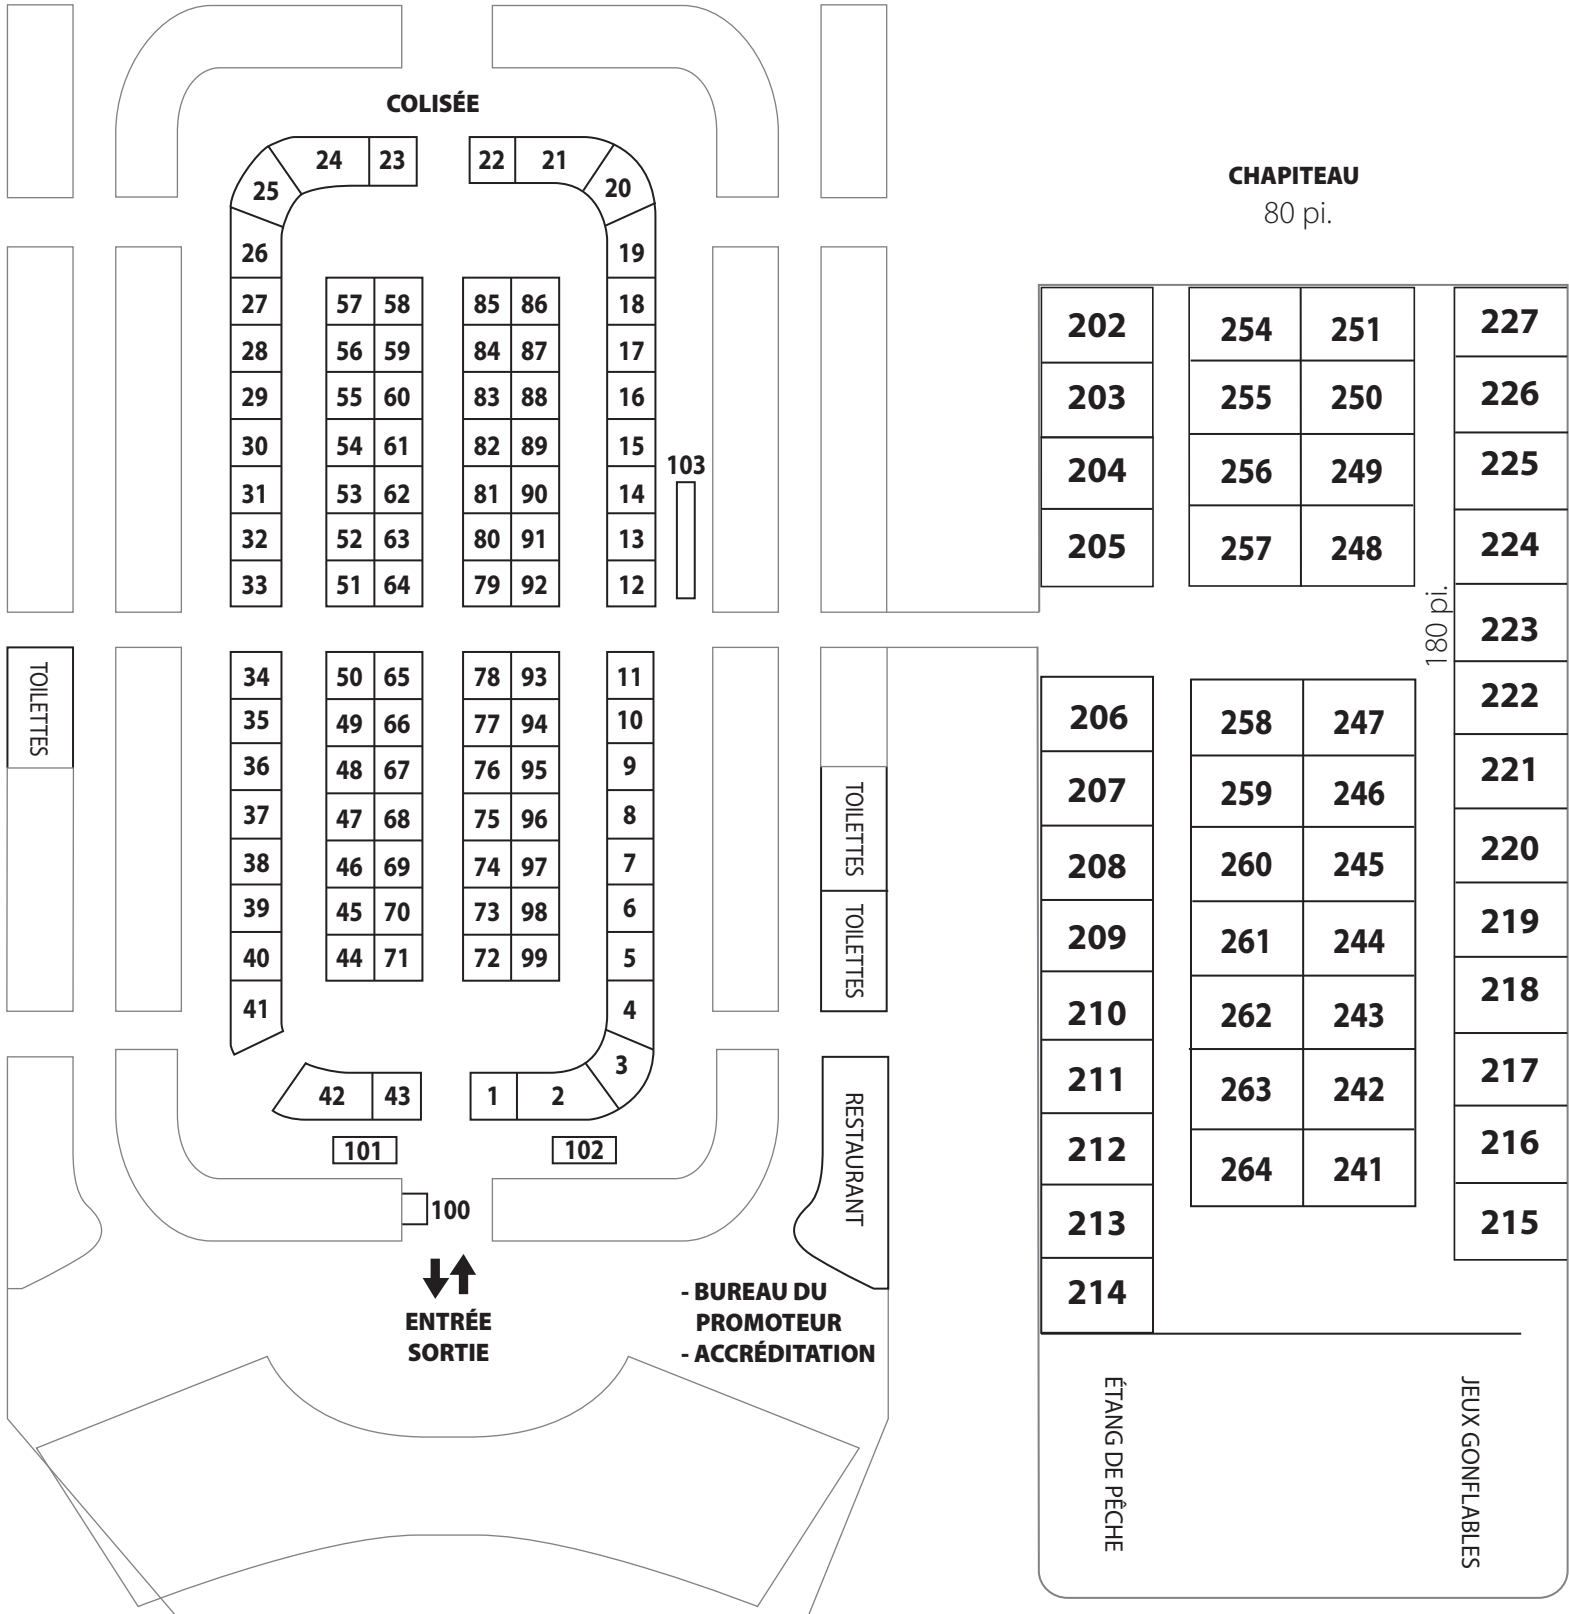 COLISÉE
24 23 22 21
25 20
26 19
27 57 58 85 86 18
28 56 59 84 87 17
29 55 60 83 88 16
30 54 61 82 89 15
103
31 53 62 81 90 14
32 52 63 80 91 13
33 51 64 79 92 12
34 50 65 78 93 11
35 49 66 77 94 10
36 48 67 76 95 9
37 47 68 75 96 8
38 46 69 74 97 7
39 45 70 73 98 6
40 44 71 72 99 5
41 4
3
42 43 1 2
101 102
100
TOILETTES
TOILETTES
TOILETTES
RESTAURANT
ENTRÉE
SORTIE
- BUREAU DU
PROMOTEUR
- ACCRÉDITATION
CHAPITEAU
80 pi.
202 254 251 227
203 255 250 226
204 256 249 225
205 257 248 224
180 pi.
223
206 258 247 222
207 259 246 221
208 260 245 220
209 261 244 219
210 262 243 218
211 263 242 217
212 264 241 216
213 215
214
ÉTANG DE PÊCHE
JEUX GONFLABLES